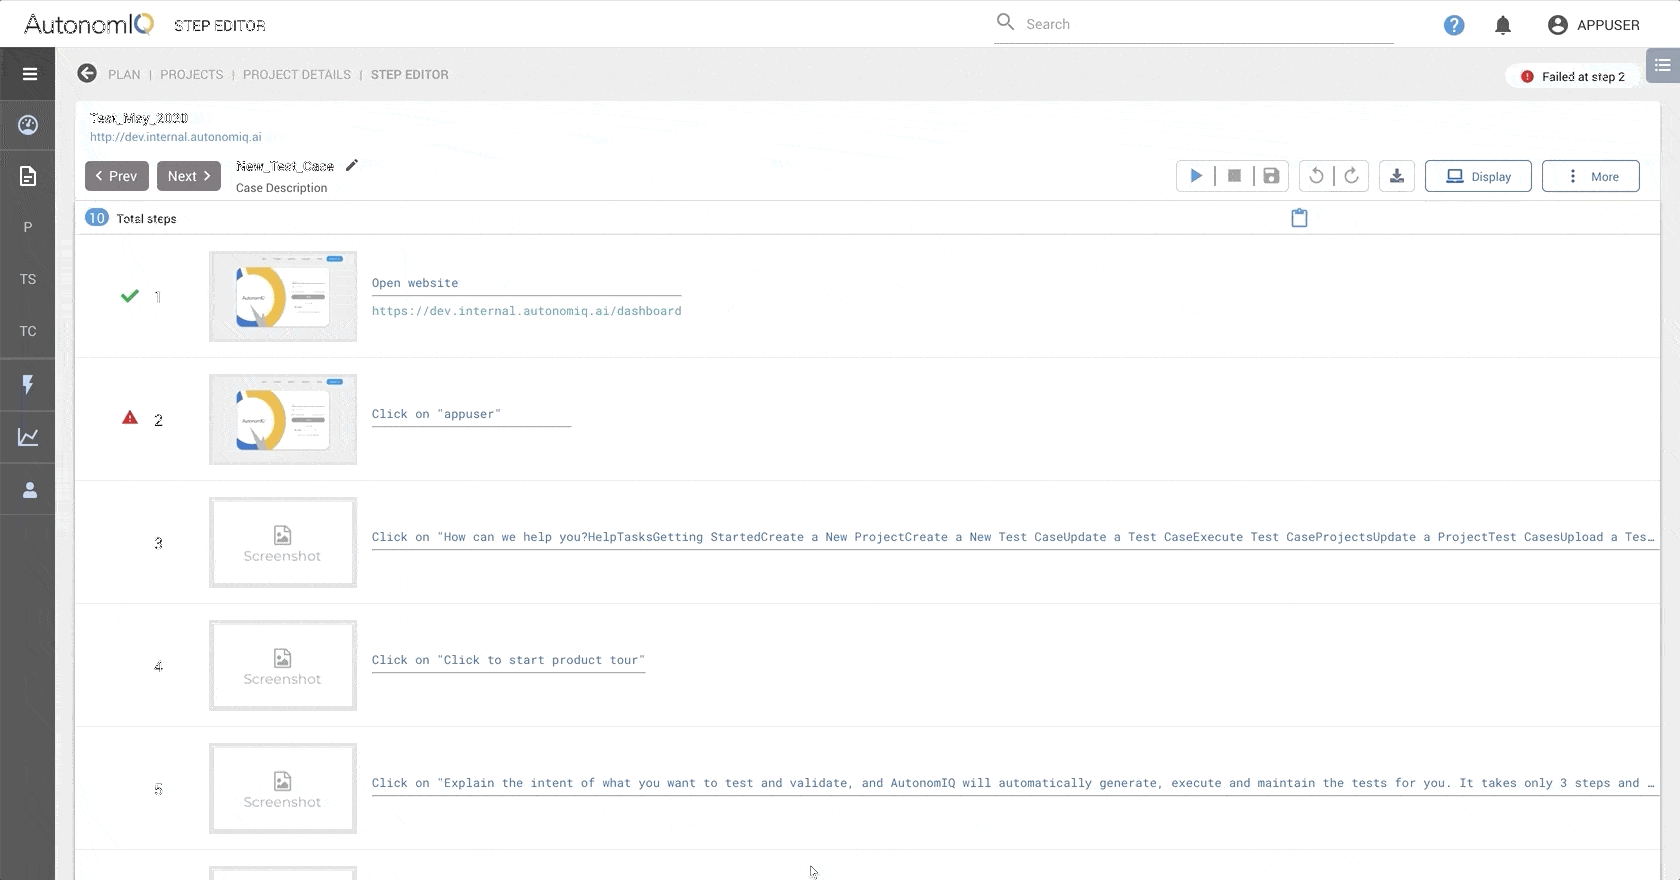 AutonomIQ STEP EDITOR
Search
?
APPUSER
PLAN | PROJECTS | PROJECT DETAILS | STEP EDITOR
Failed at step 2
Test_May_2020
http://dev.internal.autonomiq.ai
Prev
Next
New_Test_Case
Case Description
Display
More
10 Total steps
P
TS
TC
1
Open website
https://dev.internal.autonomiq.ai/dashboard
2
Click on "appuser"
3
Screenshot
Click on "How can we help you?HelpTasksGetting StartedCreate a New ProjectCreate a New Test CaseUpdate a Test CaseExecute Test CaseProjectsUpdate a ProjectTest CasesUpload a Tes…
4
Screenshot
Click on "Click to start product tour"
5
Screenshot
Click on "Explain the intent of what you want to test and validate, and AutonomIQ will automatically generate, execute and maintain the tests for you. It takes only 3 steps and …